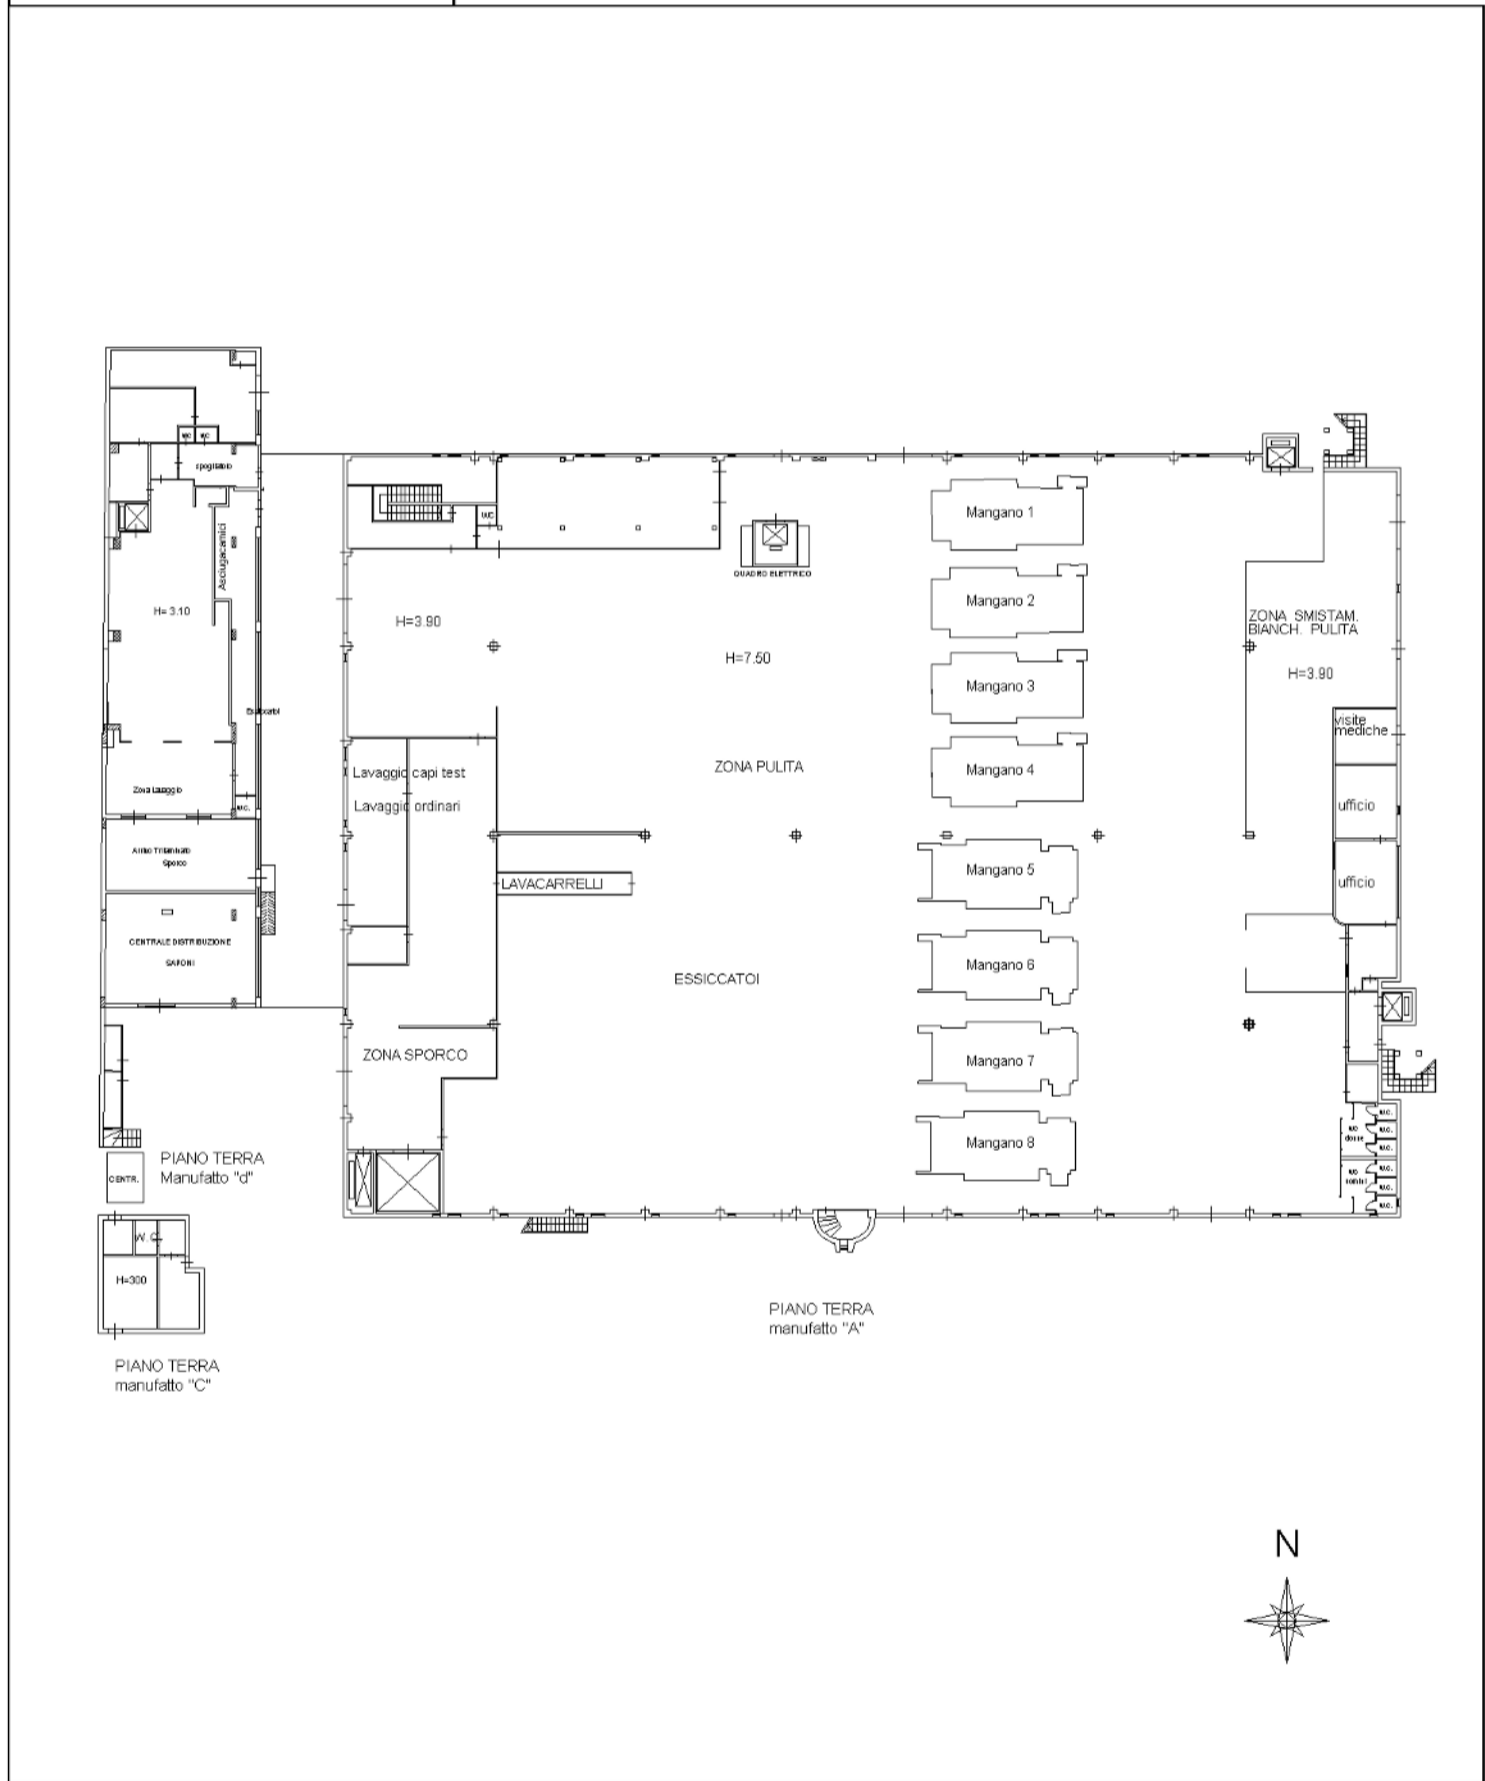 W.C
W.C
spogliatoio
Asciugacamici
H= 3.10
Zona Lavaggio
W.C.
Sporco
CENTRALE DISTRIBUZIONE
SAPONI
CENTR.
PIANO TERRA
Manufatto "d"
W.C
H=300
PIANO TERRA
manufatto "C"
W.C
H=3.90
Lavaggio capi test
Lavaggio ordinari
LAVACARRELLI
ZONA SPORCO
QUADRO ELETTRICO
H=7.50
ZONA PULITA
ESSICCATOI
Mangano 1
Mangano 2
Mangano 3
Mangano 4
Mangano 5
Mangano 6
Mangano 7
Mangano 8
ZONA SMISTAM.
BIANCH. PULITA
H=3.90
visite
mediche
ufficio
ufficio
donne
W.C.
W.C.
W.C.
uomini
W.C.
W.C.
W.C.
PIANO TERRA
manufatto "A"
N